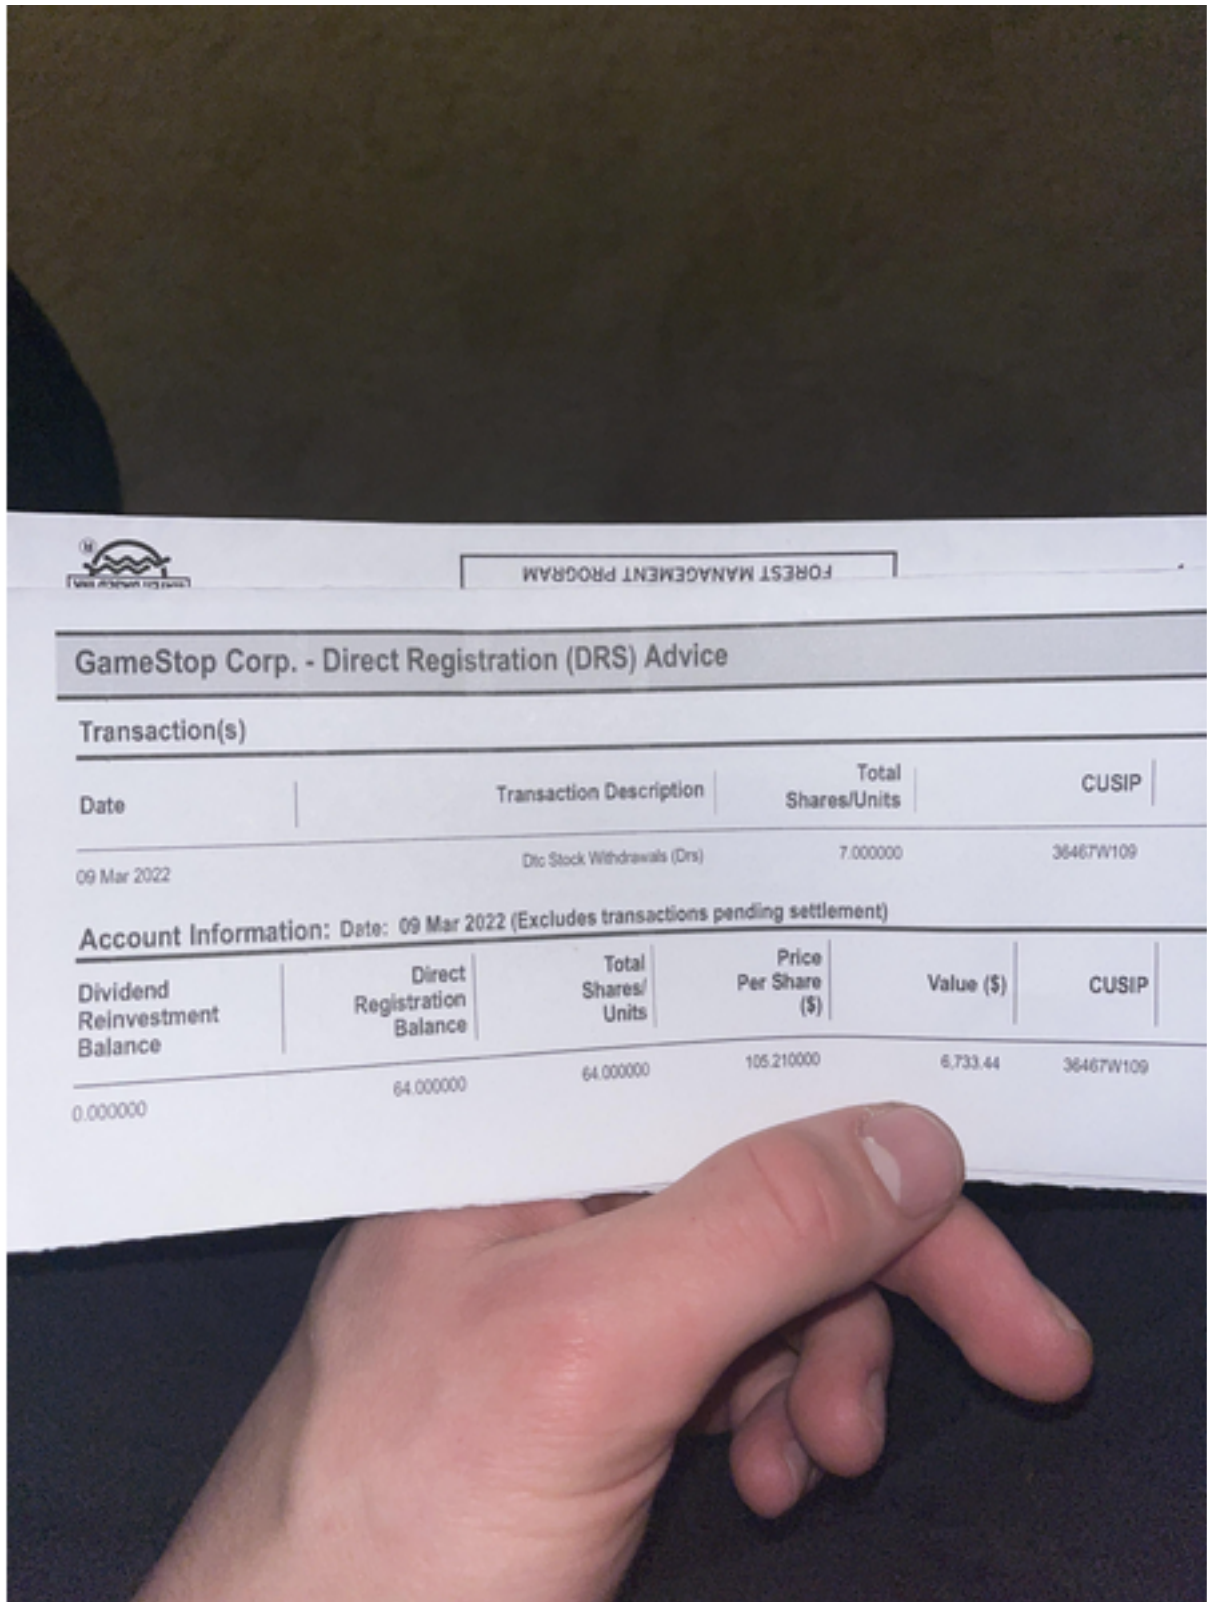 FOREST MANAGEMENT PROGRAM
GameStop Corp. - Direct Registration (DRS) Advice
Transaction(s)
Date Transaction Description Total Shares/Units CUSIP
09 Mar 2022 Dtc Stock Withdrawals (Drs) 7.000000 36467W109
Account Information: Date: 09 Mar 2022 (Excludes transactions pending settlement)
Dividend Reinvestment Balance Direct Registration Balance Total Shares/ Units Price Per Share ($) Value ($) CUSIP
0.000000 64.000000 64.000000 105.210000 6,733.44 36467W109